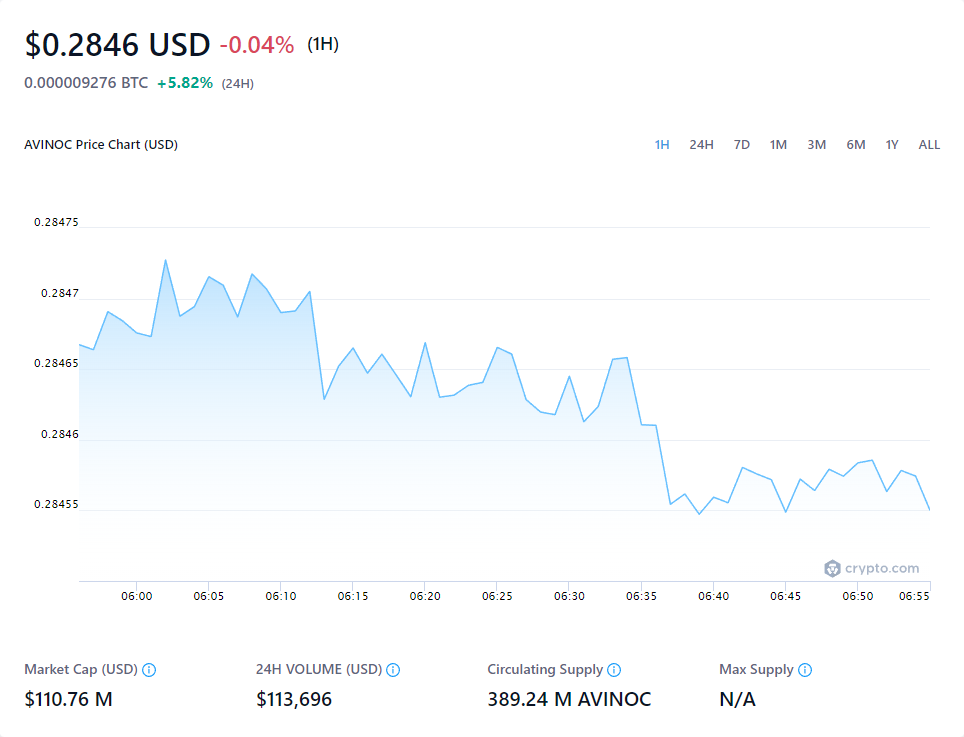 $0.2846 USD -0.04% (1H)
0.000009276 BTC +5.82% (24H)
AVINOC Price Chart (USD) 1H 24H 7D 1M 3M 6M 1Y ALL
0.28475
0.2847
0.28465
0.2846
0.28455
crypto.com
06:00 06:05 06:10 06:15 06:20 06:25 06:30 06:35 06:40 06:45 06:50 06:55
Market Cap (USD) 24H VOLUME (USD) Circulating Supply Max Supply
$110.76 M $113,696 389.24 M AVINOC N/A